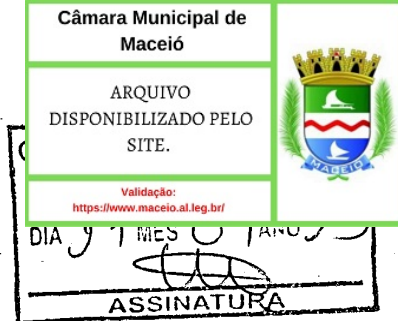 Câmara Municipal de
Maceió
ARQUIVO
DISPONIBILIZADO PELO
SITE.
MACEIÓ
Validação:
https://www.maceio.al.leg.br/
DIA MES ANO
ASSINATURA